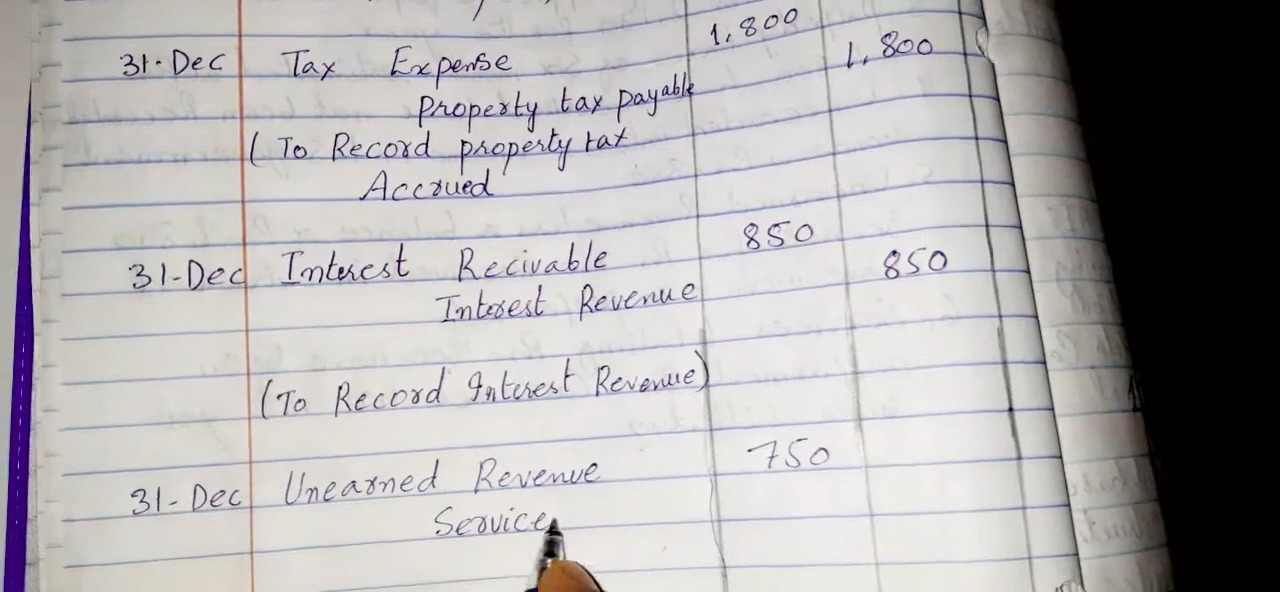 1,800
31-Dec Tax Expense 1,800
Property tax payable
(To Record property tax
Accrued
31-Dec Interest Recivable 850
Interest Revenue 850
(To Record Interest Revenue)
31-Dec Unearned Revenue 750
Service